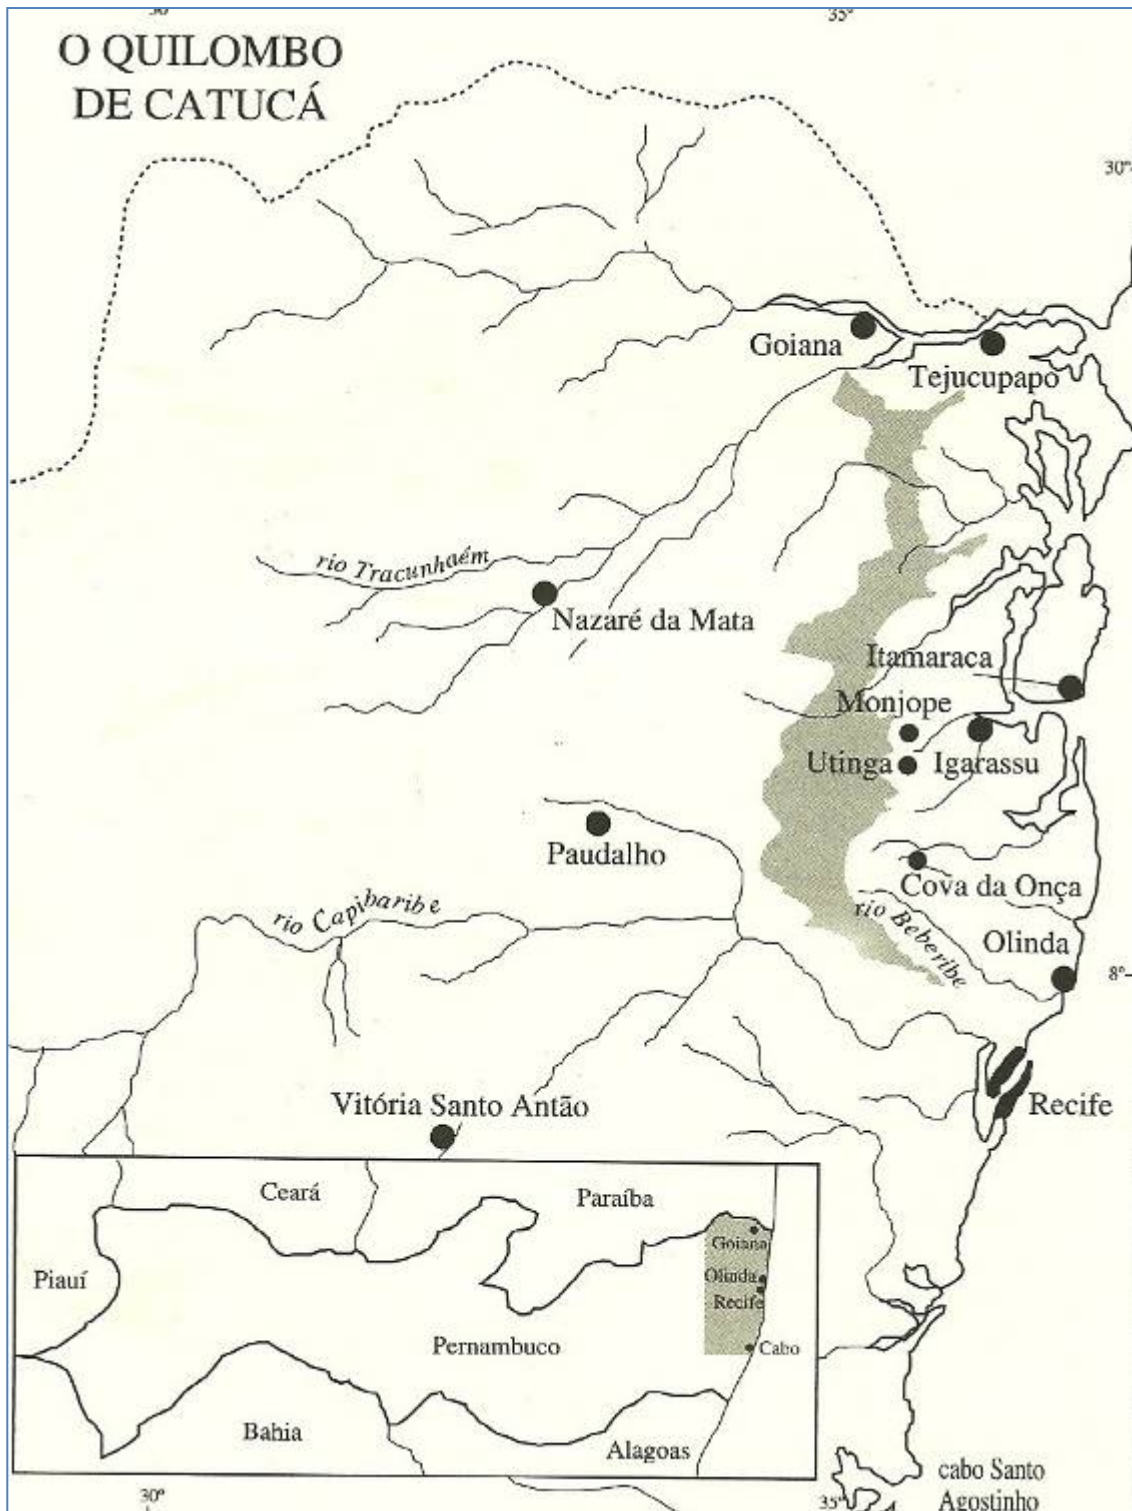 O QUILOMBO
DE CATUCÁ
35°
30°
Goiana
Tejucupapo
rio Tracunhaém
Nazaré da Mata
Itamaraca
Monjope
Utinga
Igarassu
Paudalho
Cova da Onça
rio Capibaribe
rio Beberibe
Olinda
8°
Recife
Vitória Santo Antão
Ceará
Paraíba
Goiana
Piauí
Olinda
Recife
Pernambuco
Cabo
Bahia
Alagoas
cabo Santo
Agostinho
30°
35°